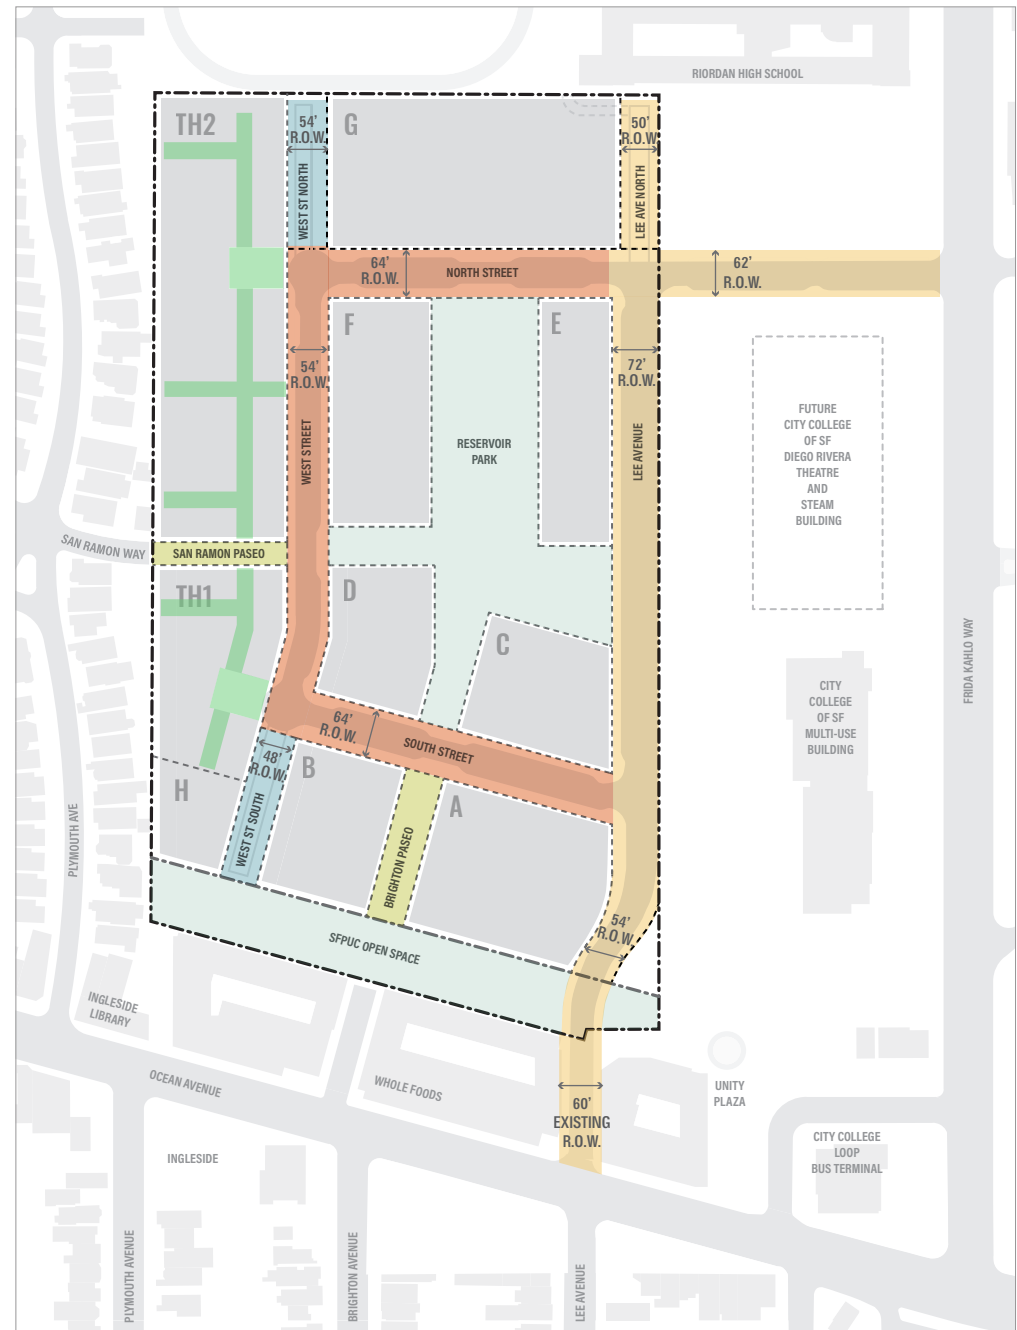 RIORDAN HIGH SCHOOL
TH2
54'
R.O.W.
G
50'
R.O.W
WEST ST NORTH
LEE AVE NORTH
64'
R.O.W.
NORTH STREET
62'
R.O.W.
F
E
54'
R.O.W.
72'
R.O.W.
WEST STREET
RESERVOIR
PARK
LEE AVENUE
FUTURE
CITY COLLEGE
OF SF
DIEGO RIVERA
THEATRE
AND
STEAM
BUILDING
SAN RAMON WAY
SAN RAMON PASEO
TH1
D
C
FRIDA KAHLO WAY
CITY
COLLEGE
OF SF
MULTI-USE
BUILDING
64'
R.O.W.
SOUTH STREET
48'
R.O.W.
B
H
A
PLYMOUTH AVE
WEST ST SOUTH
BRIGHTON PASEO
54'
R.O.W
SFPUC OPEN SPACE
INGLESIDE
LIBRARY
OCEAN AVENUE
WHOLE FOODS
60'
EXISTING
R.O.W.
UNITY
PLAZA
CITY COLLEGE
LOOP
BUS TERMINAL
INGLESIDE
PLYMOUTH AVENUE
BRIGHTON AVENUE
LEE AVENUE